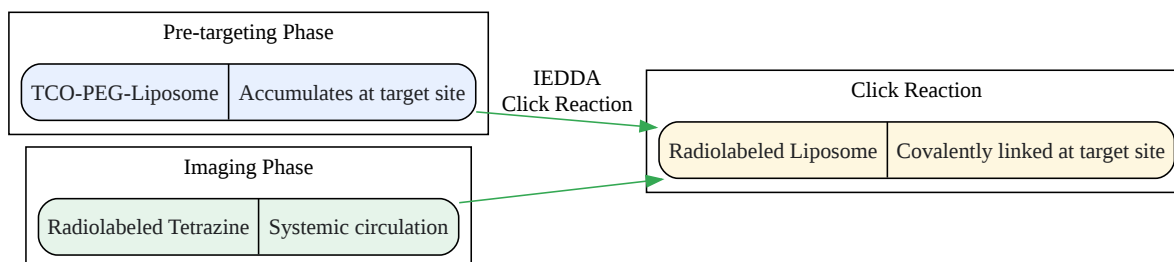 Pre-targeting Phase
TCO-PEG-Liposome
Accumulates at target site
IEDDA
Click Reaction
Click Reaction
Radiolabeled Liposome
Covalently linked at target site
Imaging Phase
Radiolabeled Tetrazine
Systemic circulation